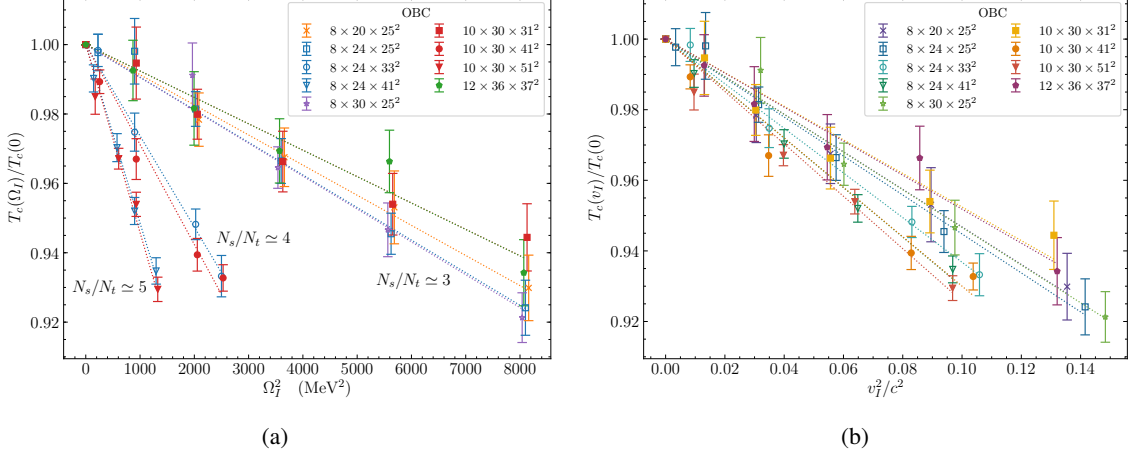 OBC
8 × 20 × 25²
8 × 24 × 25²
8 × 24 × 33²
8 × 24 × 41²
8 × 30 × 25²
10 × 30 × 31²
10 × 30 × 41²
10 × 30 × 51²
12 × 36 × 37²
T_c(Ω_I)/T_c(0)
1.00
0.98
0.96
0.94
0.92
N_s/N_t ≃ 4
N_s/N_t ≃ 5
N_s/N_t ≃ 3
0 1000 2000 3000 4000 5000 6000 7000 8000
Ω_I² (MeV²)
(a)
OBC
8 × 20 × 25²
8 × 24 × 25²
8 × 24 × 33²
8 × 24 × 41²
8 × 30 × 25²
10 × 30 × 31²
10 × 30 × 41²
10 × 30 × 51²
12 × 36 × 37²
T_c(v_I)/T_c(0)
1.00
0.98
0.96
0.94
0.92
0.00 0.02 0.04 0.06 0.08 0.10 0.12 0.14
v_I²/c²
(b)